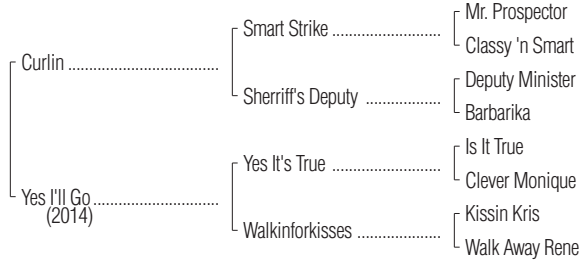 Mr. Prospector
Smart Strike ........................
Classy 'n Smart
Curlin ..................................
Deputy Minister
Sherriff's Deputy ................
Barbarika
Is It True
Yes It's True .......................
Clever Monique
Yes I'll Go ............................
(2014)
Kissin Kris
Walkinforkisses ..................
Walk Away Rene